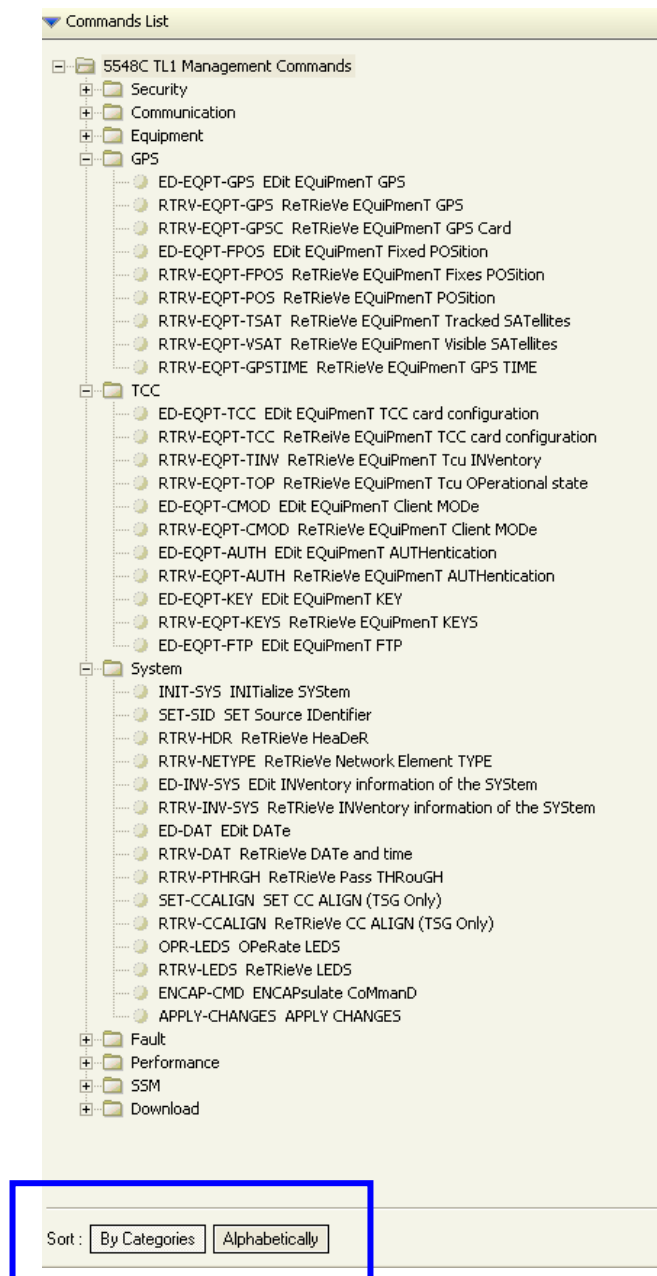 Commands List
5548C TL1 Management Commands
Security
Communication
Equipment
GPS
ED-EQPT-GPS EDit EQuiPmenT GPS
RTRV-EQPT-GPS ReTRieVe EQuiPmenT GPS
RTRV-EQPT-GPSC ReTRieVe EQuiPmenT GPS Card
ED-EQPT-FPOS EDit EQuiPmenT Fixed POSition
RTRV-EQPT-FPOS ReTRieVe EQuiPmenT Fixes POSition
RTRV-EQPT-POS ReTRieVe EQuiPmenT POSition
RTRV-EQPT-TSAT ReTRieVe EQuiPmenT Tracked SATellites
RTRV-EQPT-VSAT ReTRieVe EQuiPmenT Visible SATellites
RTRV-EQPT-GPSTIME ReTRieVe EQuiPmenT GPS TIME
TCC
ED-EQPT-TCC EDit EQuiPmenT TCC card configuration
RTRV-EQPT-TCC ReTReiVe EQuiPmenT TCC card configuration
RTRV-EQPT-TINV ReTRieVe EQuiPmenT Tcu INVentory
RTRV-EQPT-TOP ReTRieVe EQuiPmenT Tcu OPerational state
ED-EQPT-CMOD EDit EQuiPmenT Client MODe
RTRV-EQPT-CMOD ReTRieVe EQuiPmenT Client MODe
ED-EQPT-AUTH EDit EQuiPmenT AUTHentication
RTRV-EQPT-AUTH ReTRieVe EQuiPmenT AUTHentication
ED-EQPT-KEY EDit EQuiPmenT KEY
RTRV-EQPT-KEYS ReTRieVe EQuiPmenT KEYS
ED-EQPT-FTP EDit EQuiPmenT FTP
System
INIT-SYS INITialize SYStem
SET-SID SET Source IDentifier
RTRV-HDR ReTRieVe HeaDeR
RTRV-NETYPE ReTRieVe Network Element TYPE
ED-INV-SYS EDit INVentory information of the SYStem
RTRV-INV-SYS ReTRieVe INVentory information of the SYStem
ED-DAT EDit DATe
RTRV-DAT ReTRieVe DATe and time
RTRV-PTHRGH ReTRieVe Pass THRouGH
SET-CCALIGN SET CC ALIGN (TSG Only)
RTRV-CCALIGN ReTRieVe CC ALIGN (TSG Only)
OPR-LEDS OPeRate LEDS
RTRV-LEDS ReTRieVe LEDS
ENCAP-CMD ENCAPsulate CoMmanD
APPLY-CHANGES APPLY CHANGES
Fault
Performance
SSM
Download
Sort : By Categories Alphabetically